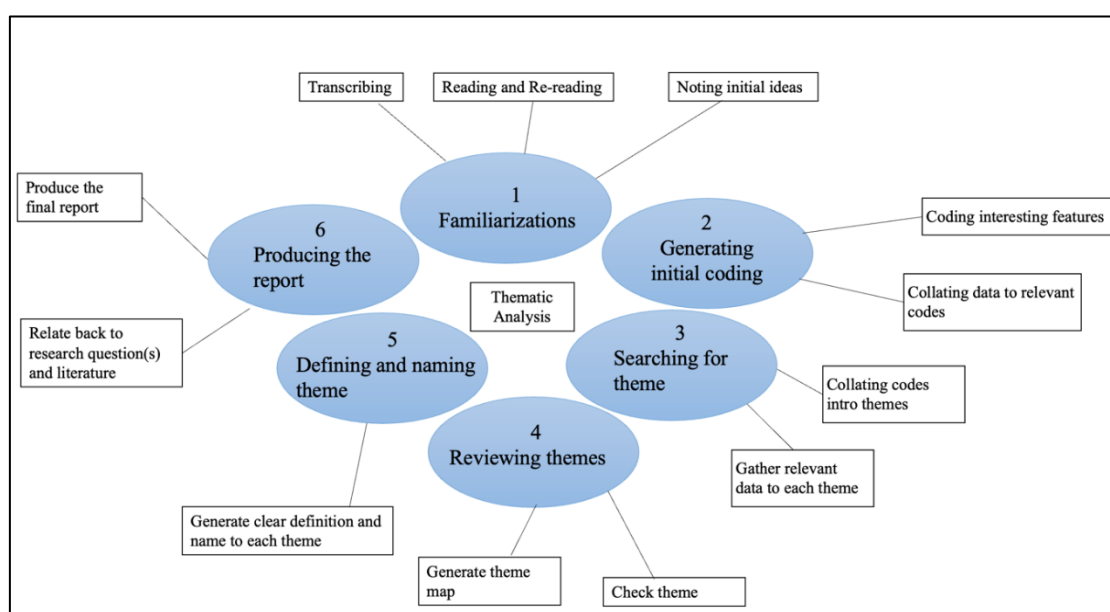 Transcribing
Reading and Re-reading
Noting initial ideas
1
Familiarizations
2
Generating
initial coding
Coding interesting features
Collating data to relevant
codes
3
Searching for
theme
Collating codes
intro themes
Gather relevant
data to each theme
4
Reviewing themes
Check theme
Generate theme
map
5
Defining and naming
theme
Generate clear definition and
name to each theme
6
Producing the
report
Produce the
final report
Relate back to
research question(s)
and literature
Thematic
Analysis